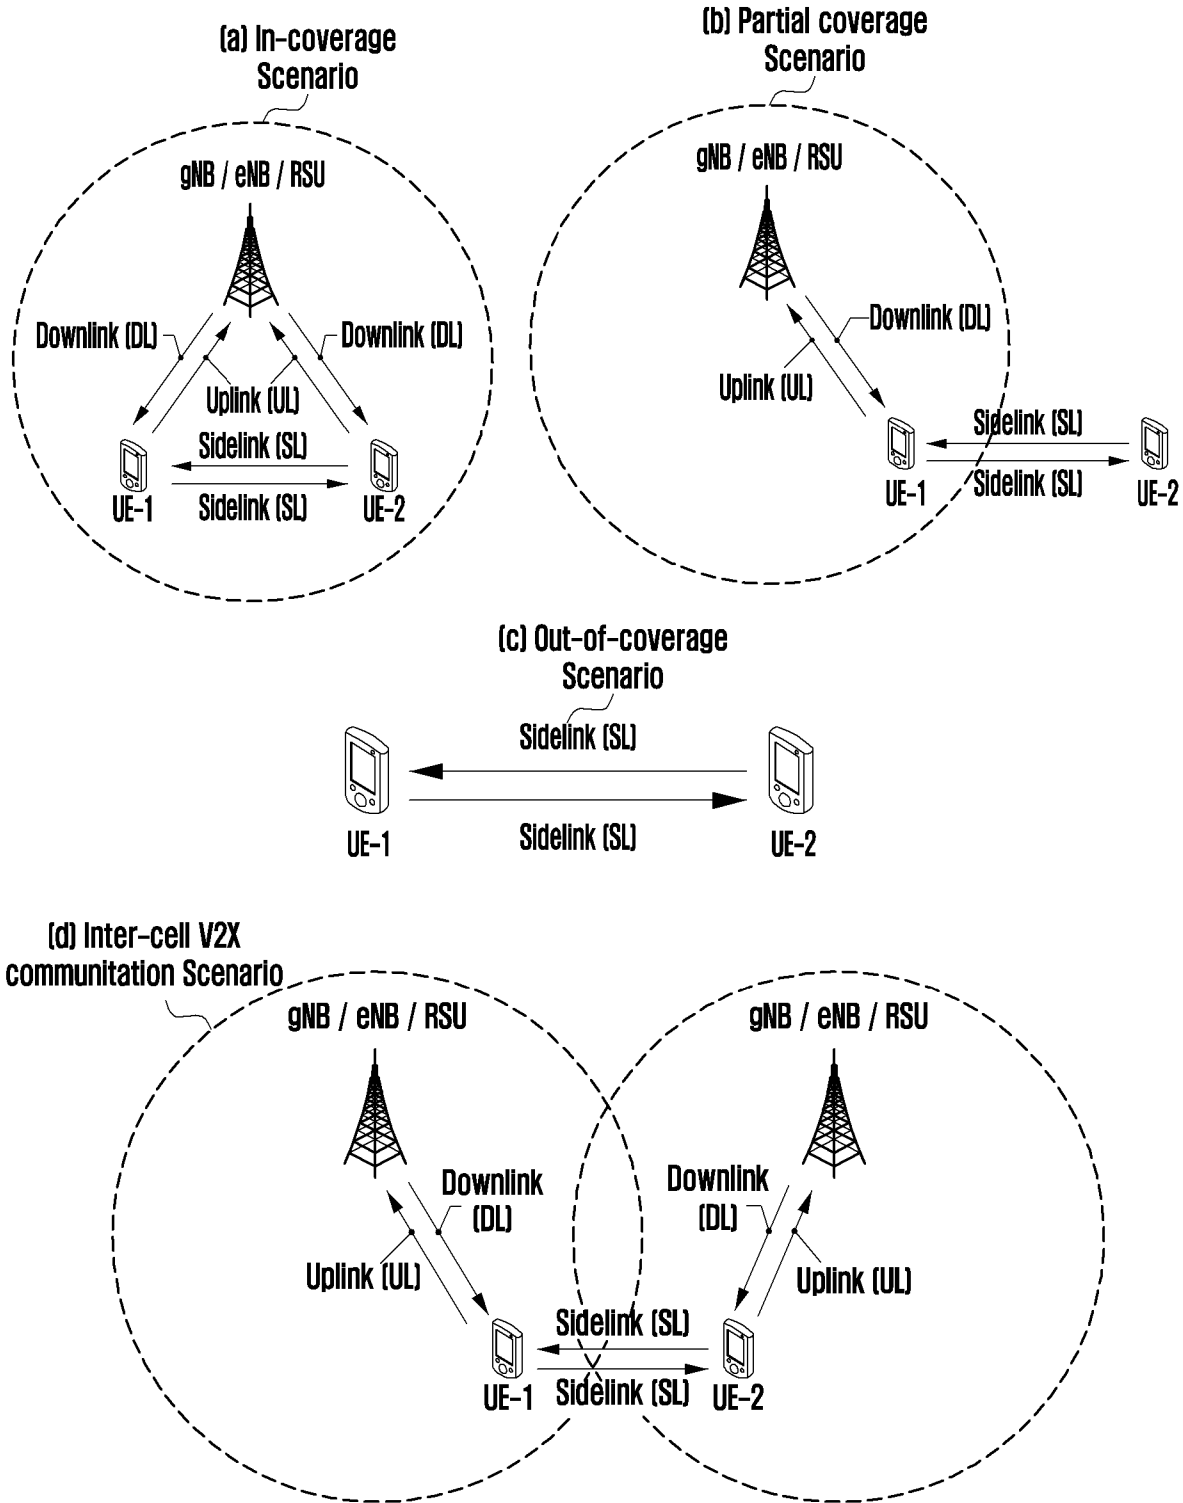 (a) In-coverage
Scenario
gNB / eNB / RSU
Downlink (DL)
Downlink (DL)
Uplink (UL)
Sidelink (SL)
Sidelink (SL)
UE-1
UE-2
(b) Partial coverage
Scenario
gNB / eNB / RSU
Downlink (DL)
Uplink (UL)
Sidelink (SL)
Sidelink (SL)
UE-1
UE-2
(c) Out-of-coverage
Scenario
Sidelink (SL)
Sidelink (SL)
UE-1
UE-2
(d) Inter-cell V2X
communitation Scenario
gNB / eNB / RSU
gNB / eNB / RSU
Downlink
(DL)
Uplink (UL)
Downlink
(DL)
Uplink (UL)
Sidelink (SL)
Sidelink (SL)
UE-1
UE-2